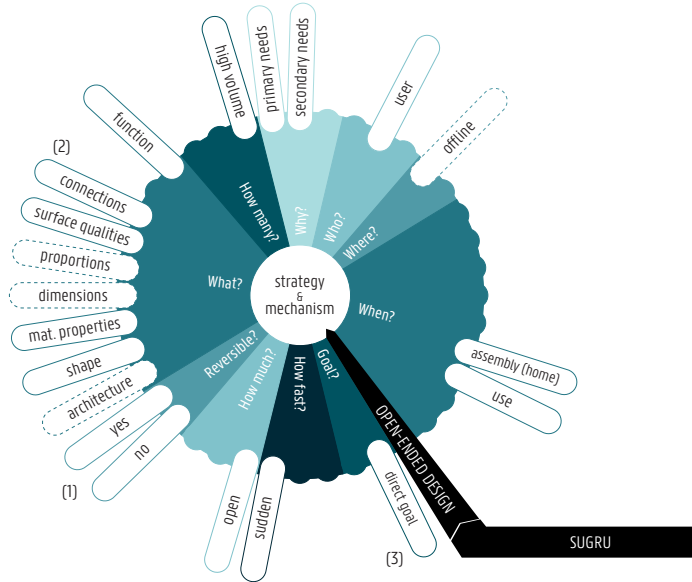 high volume
primary needs
secondary needs
user
offline
function
(2)
connections
surface qualities
proportions
dimensions
mat. properties
shape
architecture
yes
no
(1)
open
sudden
direct goal
(3)
assembly (home)
use
How many?
Why?
Who?
Where?
When?
What?
Reversible?
How much?
How fast?
Goal?
strategy
&
mechanism
OPEN-ENDED DESIGN
SUGRU